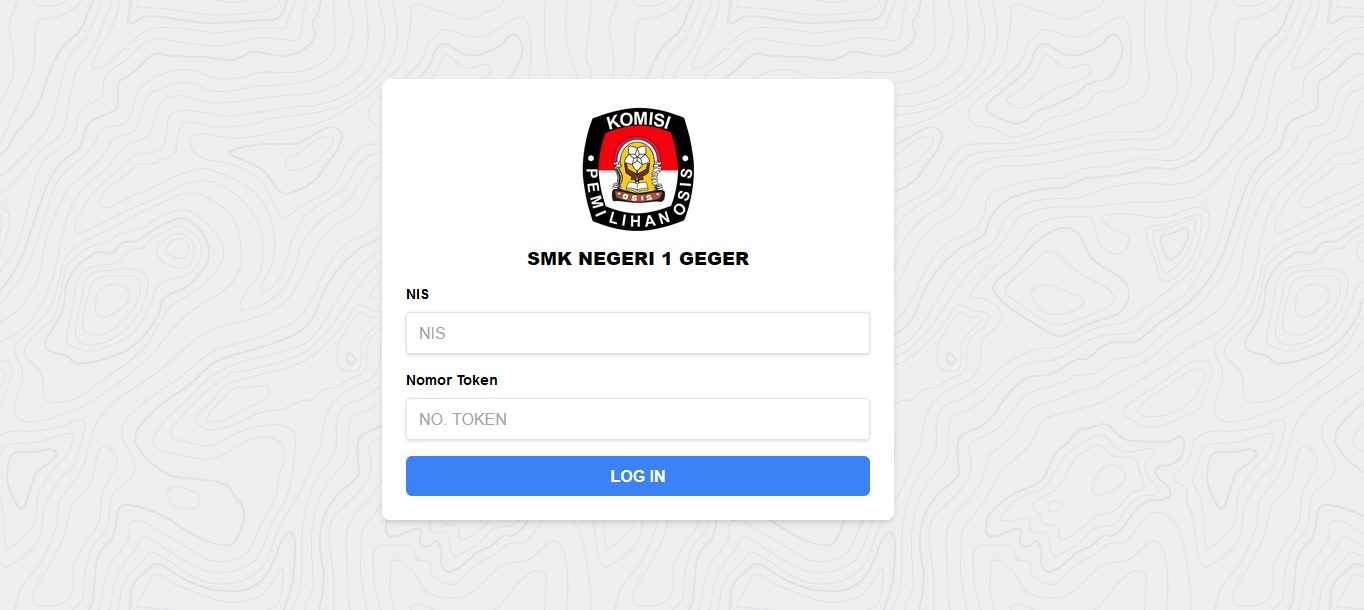 KOMISI
OSIS
PEMILIHAN OSIS
SMK NEGERI 1 GEGER
NIS
NIS
Nomor Token
NO. TOKEN
LOG IN